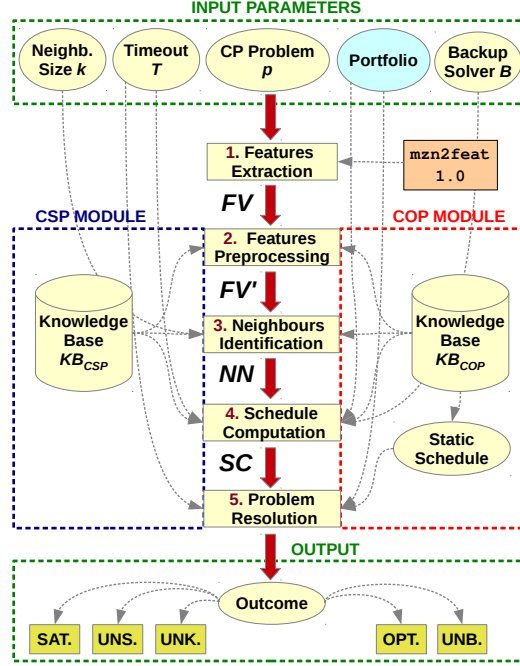 INPUT PARAMETERS
Neighb.
Size k
Timeout
T
CP Problem
p
Portfolio
Backup
Solver B
1. Features
Extraction
mzn2feat
1.0
FV
CSP MODULE
COP MODULE
2. Features
Preprocessing
FV'
Knowledge
Base
KBCSP
3. Neighbours
Identification
Knowledge
Base
KBCOP
NN
4. Schedule
Computation
Static
Schedule
SC
5. Problem
Resolution
OUTPUT
Outcome
SAT.
UNS.
UNK.
OPT.
UNB.